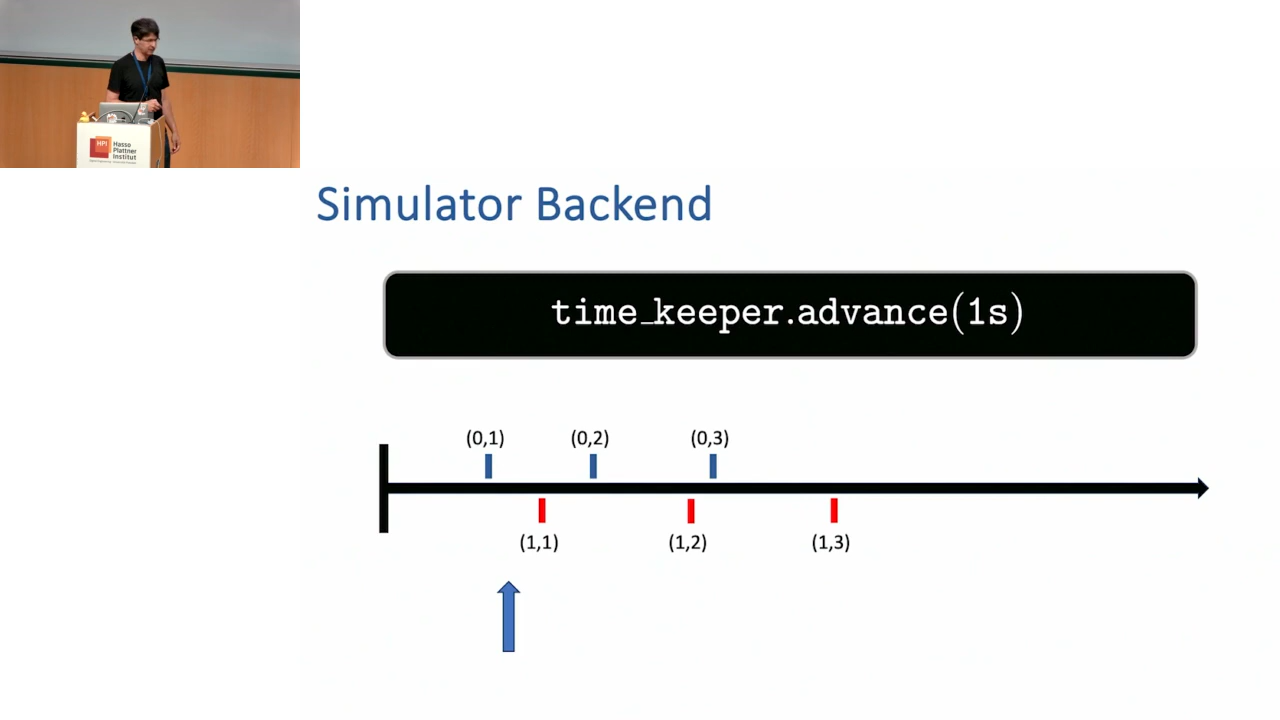 HPI
Hasso
Plattner
Institut
Simulator Backend
time_keeper.advance(1s)
(0,1)
(0,2)
(0,3)
(1,1)
(1,2)
(1,3)